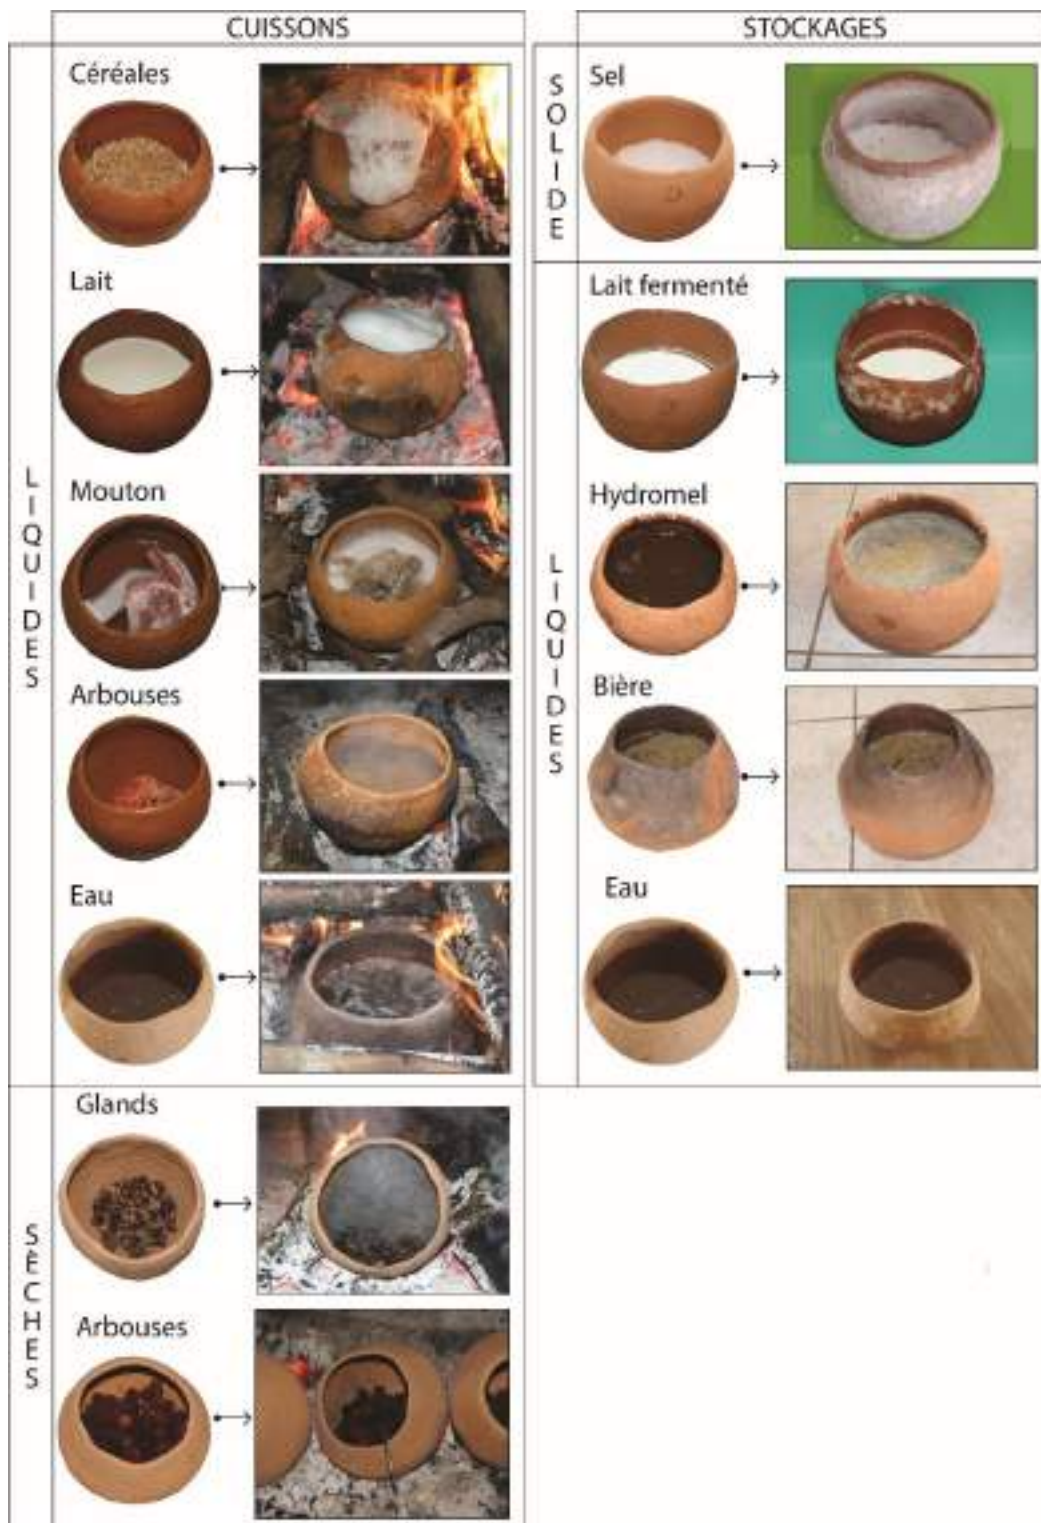 CUISSONS
LIQUIDES
Céréales
Lait
Mouton
Arbouses
Eau
SÈCHES
Glands
Arbouses
STOCKAGES
SOLIDE
Sel
LIQUIDES
Lait fermenté
Hydromel
Bière
Eau